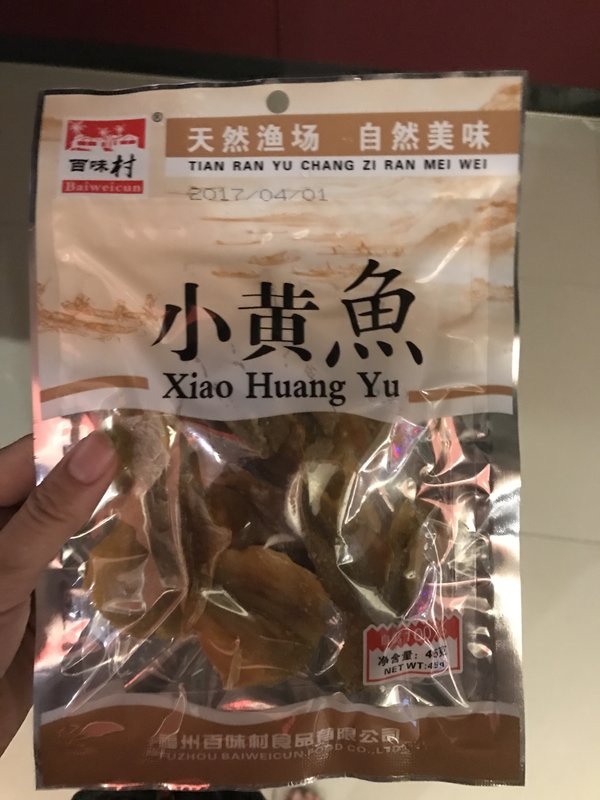 百味村
Baiweicun
®
天然渔场 自然美味
TIAN RAN YU CHANG ZI RAN MEI WEI
2017/04/01
小黄魚
Xiao Huang Yu
净含量: 45克
NET WT:45g
福州百味村食品有限公司
FUZHOU BAIWEICUN FOOD CO.,LTD.